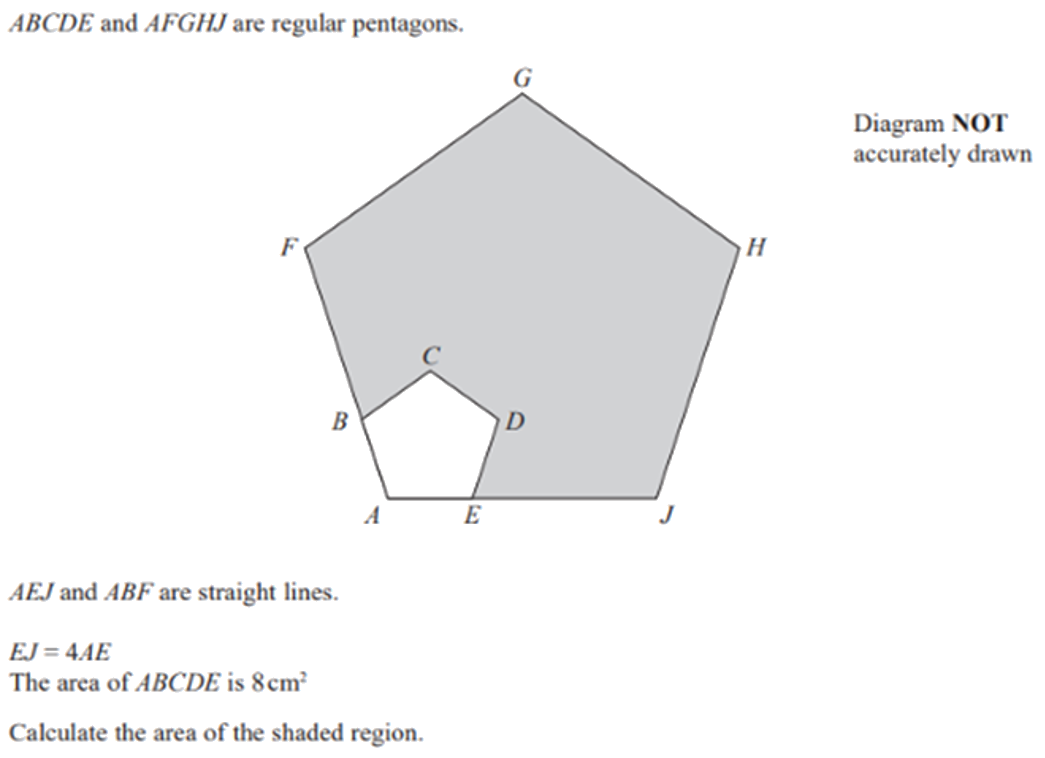 ABCDE and AFGHJ are regular pentagons.
G
Diagram NOT
accurately drawn
F
H
C
B
D
A
E
J
AEJ and ABF are straight lines.
EJ = 4AE
The area of ABCDE is 8 cm²
Calculate the area of the shaded region.